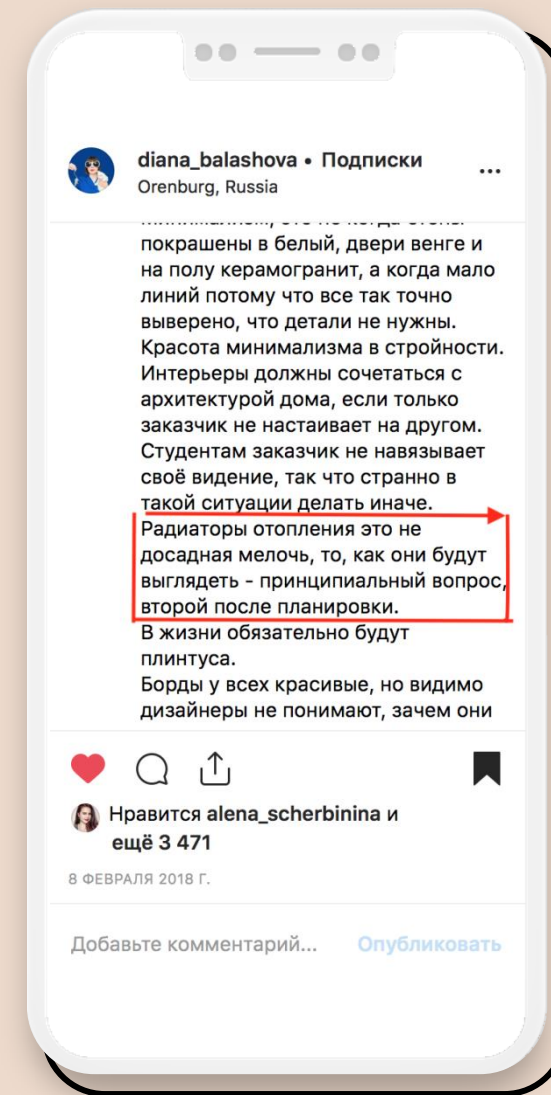 diana_balashova • Подписки
Orenburg, Russia
покрашены в белый, двери венге и
на полу керамогранит, а когда мало
линий потому что все так точно
выверено, что детали не нужны.
Красота минимализма в стройности.
Интерьеры должны сочетаться с
архитектурой дома, если только
заказчик не настаивает на другом.
Студентам заказчик не навязывает
своё видение, так что странно в
такой ситуации делать иначе.
Радиаторы отопления это не
досадная мелочь, то, как они будут
выглядеть - принципиальный вопрос,
второй после планировки.
В жизни обязательно будут
плинтуса.
Борды у всех красивые, но видимо
дизайнеры не понимают, зачем они
Нравится alena_scherbinina и
ещё 3 471
8 ФЕВРАЛЯ 2018 Г.
Добавьте комментарий... Опубликовать